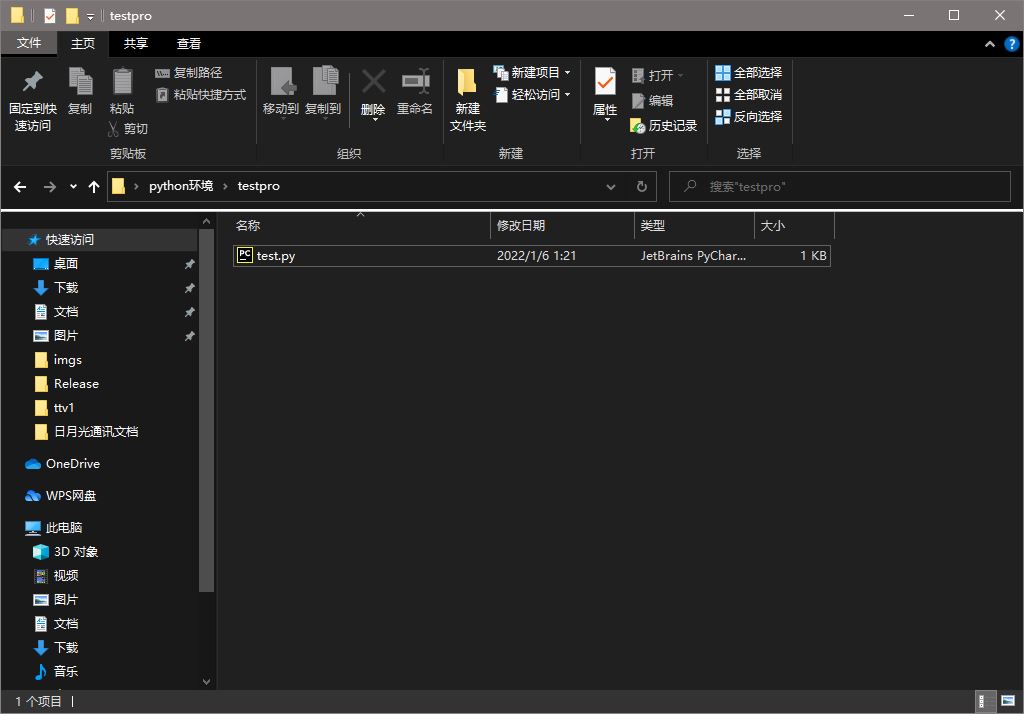 testpro
文件 主页 共享 查看
固定到快速访问
复制
粘贴
复制路径
粘贴快捷方式
剪切
剪贴板
移动到
复制到
删除
重命名
组织
新建文件夹
新建项目
轻松访问
新建
属性
打开
编辑
历史记录
打开
全部选择
全部取消
反向选择
选择
python环境 › testpro
搜索"testpro"
名称 修改日期 类型 大小
test.py 2022/1/6 1:21 JetBrains PyChar... 1 KB
快速访问
桌面
下载
文档
图片
imgs
Release
ttv1
日月光通讯文档
OneDrive
WPS网盘
此电脑
3D 对象
视频
图片
文档
下载
音乐
1 个项目